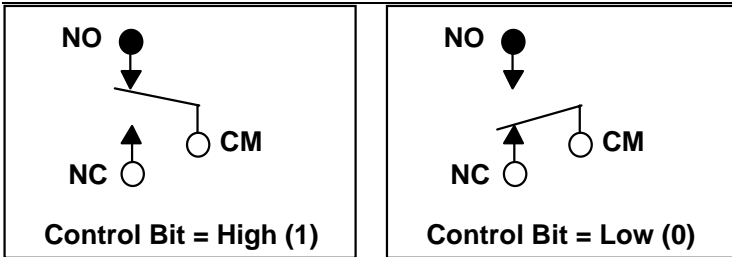 NO
CM
NC
Control Bit = High (1)
NO
CM
NC
Control Bit = Low (0)